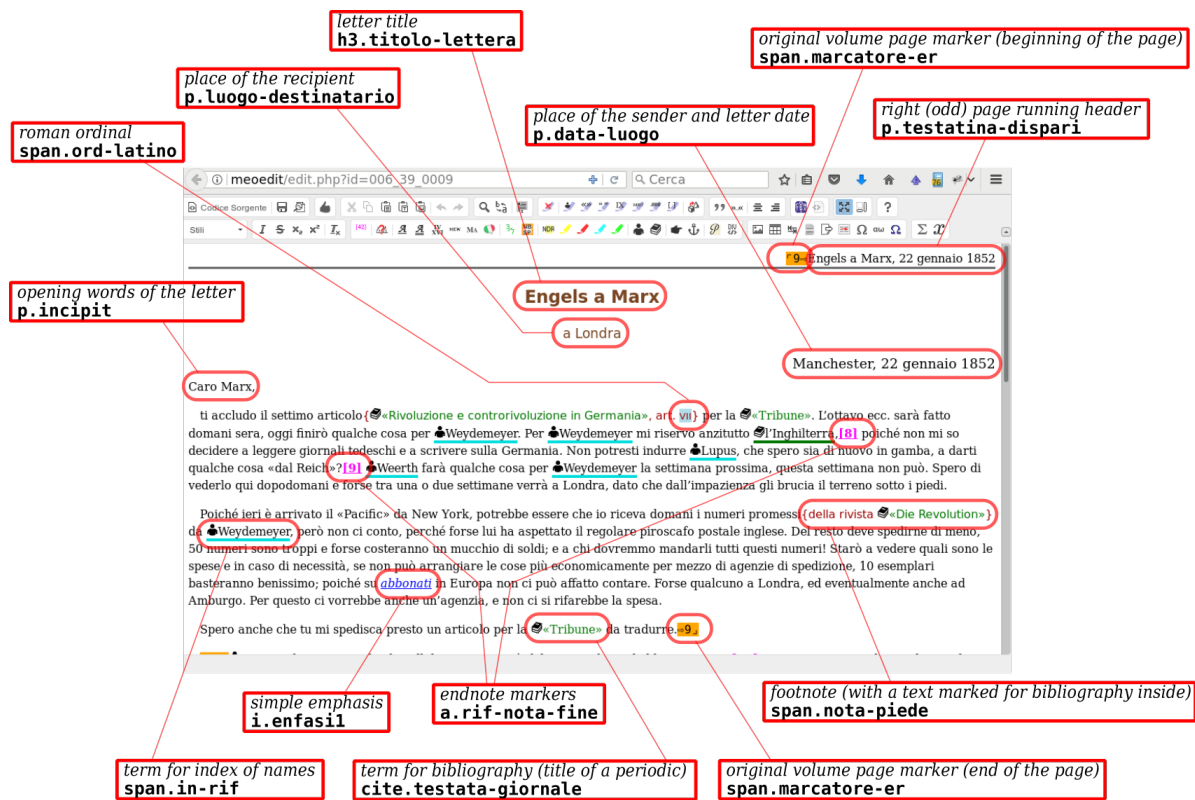 letter title
h3.titolo-lettera
original volume page marker (beginning of the page)
span.marcatore-er
place of the recipient
p.luogo-destinatario
right (odd) page running header
p.testatina-dispari
place of the sender and letter date
p.data-luogo
roman ordinal
span.ord-latino
meoedit/edit.php?id=006_39_0009
Cerca
Codice Sorgente
Stili
9
Engels a Marx, 22 gennaio 1852
opening words of the letter
p.incipit
Engels a Marx
a Londra
Manchester, 22 gennaio 1852
Caro Marx,
ti accludo il settimo articolo{«Rivoluzione e controrivoluzione in Germania», art. VII} per la «Tribune». L’ottavo ecc. sarà fatto
domani sera, oggi finirò qualche cosa per Weydemeyer. Per Weydemeyer mi riservo anzitutto l’Inghilterra,[8] poiché non mi so
decidere a leggere giornali tedeschi e a scrivere sulla Germania. Non potresti indurre Lupus, che spero sia di nuovo in gamba, a darti
qualche cosa «dal Reich»?[9] Weerth farà qualche cosa per Weydemeyer la settimana prossima, questa settimana non può. Spero di
vederlo qui dopodomani e forse tra una o due settimane verrà a Londra, dato che dall’impazienza gli brucia il terreno sotto i piedi.
Poiché ieri è arrivato il «Pacific» da New York, potrebbe essere che io riceva domani i numeri promessi{della rivista «Die Revolution»}
da Weydemeyer, però non ci conto, perché forse lui ha aspettato il regolare piroscafo postale inglese. Del resto deve spedirne di meno,
50 numeri sono troppi e forse costeranno un mucchio di soldi; e a chi dovremmo mandarli tutti questi numeri! Starò a vedere quali sono le
spese e in caso di necessità, se non può arrangiare le cose più economicamente per mezzo di agenzie di spedizione, 10 esemplari
basteranno benissimo; poiché su abbonati in Europa non ci può affatto contare. Forse qualcuno a Londra, ed eventualmente anche ad
Amburgo. Per questo ci vorrebbe anche un’agenzia, e non ci si rifarebbe la spesa.
Spero anche che tu mi spedisca presto un articolo per la «Tribune» da tradurre.9
simple emphasis
i.enfasi1
endnote markers
a.rif-nota-fine
footnote (with a text marked for bibliography inside)
span.nota-piede
term for index of names
span.in-rif
term for bibliography (title of a periodic)
cite.testata-giornale
original volume page marker (end of the page)
span.marcatore-er